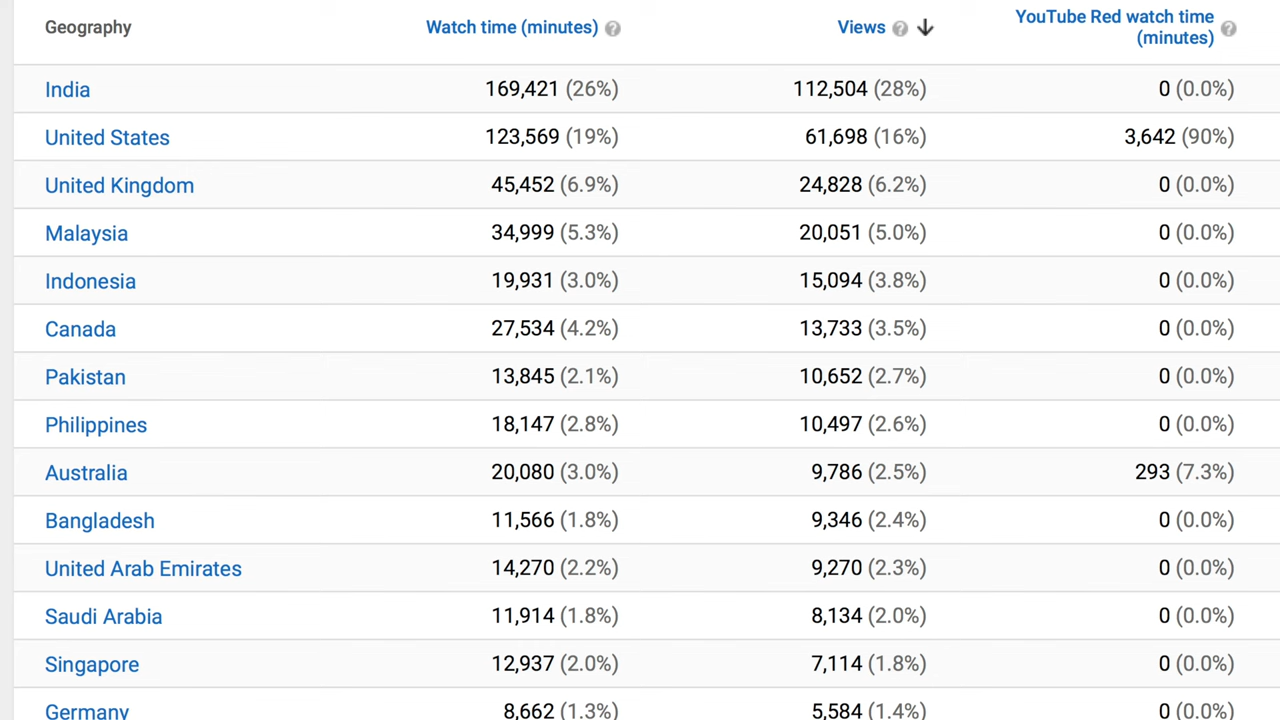 Geography Watch time (minutes) ? Views ? YouTube Red watch time (minutes) ?
India 169,421 (26%) 112,504 (28%) 0 (0.0%)
United States 123,569 (19%) 61,698 (16%) 3,642 (90%)
United Kingdom 45,452 (6.9%) 24,828 (6.2%) 0 (0.0%)
Malaysia 34,999 (5.3%) 20,051 (5.0%) 0 (0.0%)
Indonesia 19,931 (3.0%) 15,094 (3.8%) 0 (0.0%)
Canada 27,534 (4.2%) 13,733 (3.5%) 0 (0.0%)
Pakistan 13,845 (2.1%) 10,652 (2.7%) 0 (0.0%)
Philippines 18,147 (2.8%) 10,497 (2.6%) 0 (0.0%)
Australia 20,080 (3.0%) 9,786 (2.5%) 293 (7.3%)
Bangladesh 11,566 (1.8%) 9,346 (2.4%) 0 (0.0%)
United Arab Emirates 14,270 (2.2%) 9,270 (2.3%) 0 (0.0%)
Saudi Arabia 11,914 (1.8%) 8,134 (2.0%) 0 (0.0%)
Singapore 12,937 (2.0%) 7,114 (1.8%) 0 (0.0%)
Germany 8,662 (1.3%) 5,584 (1.4%) 0 (0.0%)